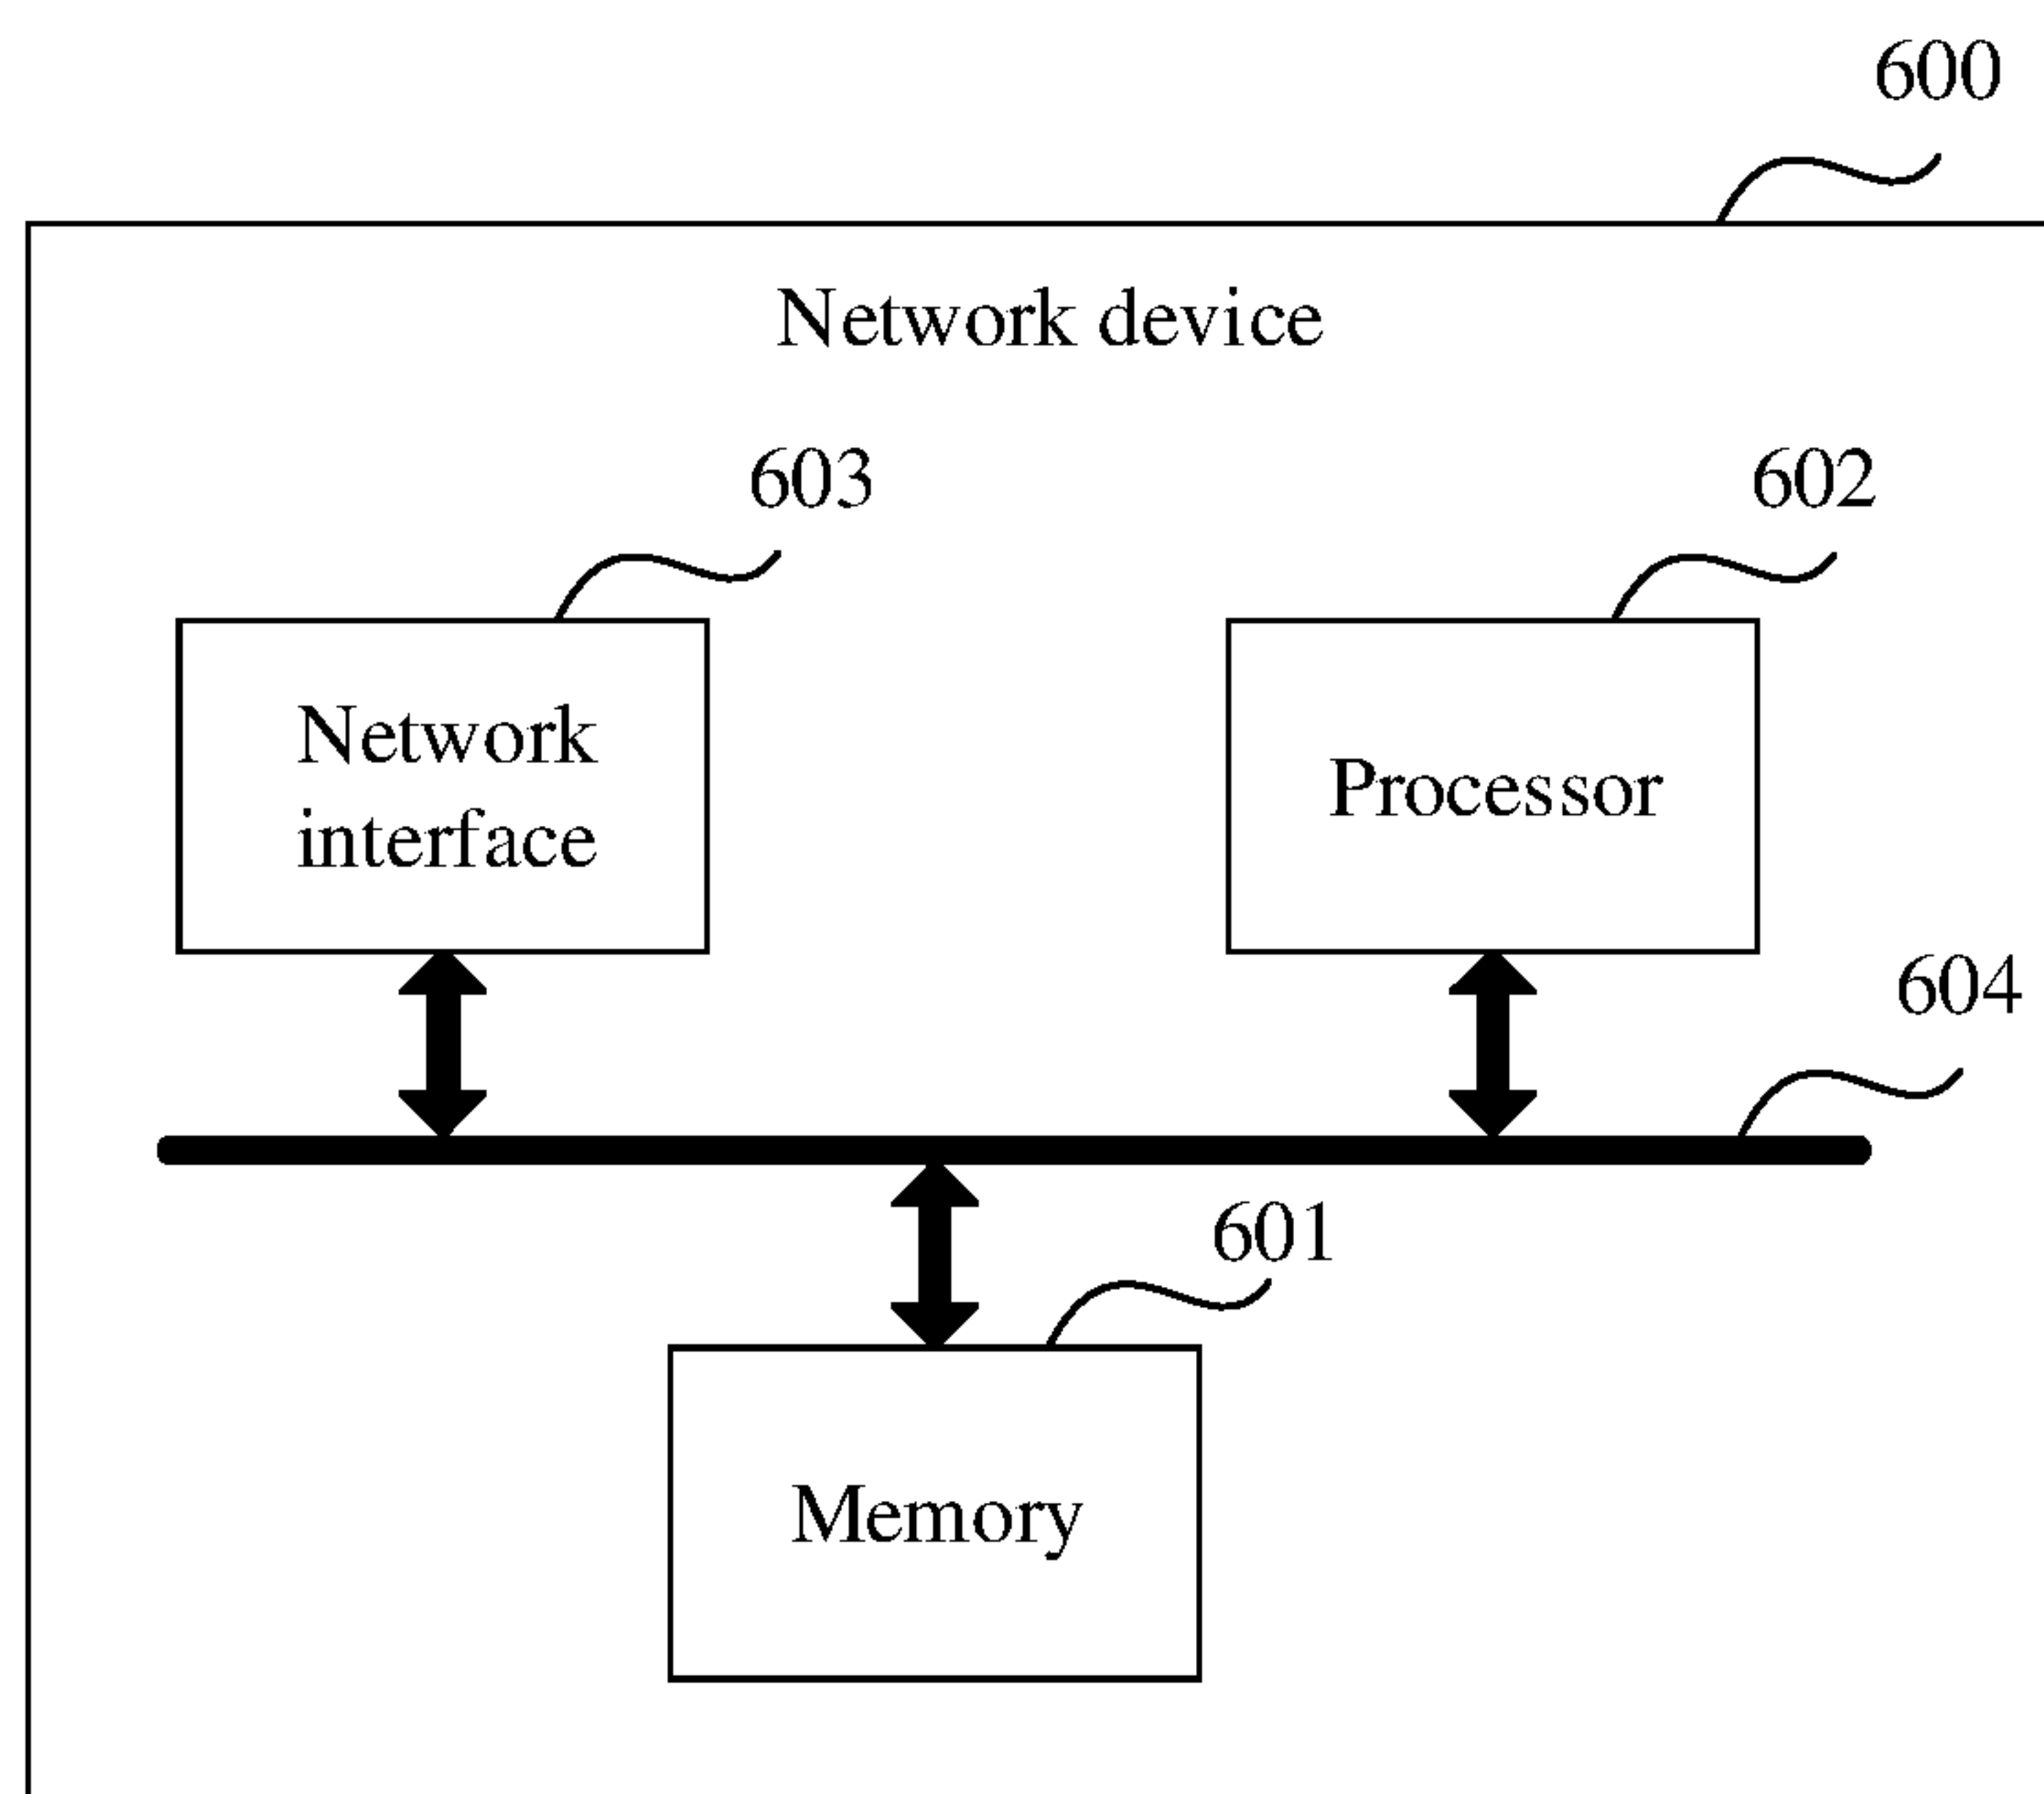 600
Network device
603
602
Network
interface
Processor
604
601
Memory